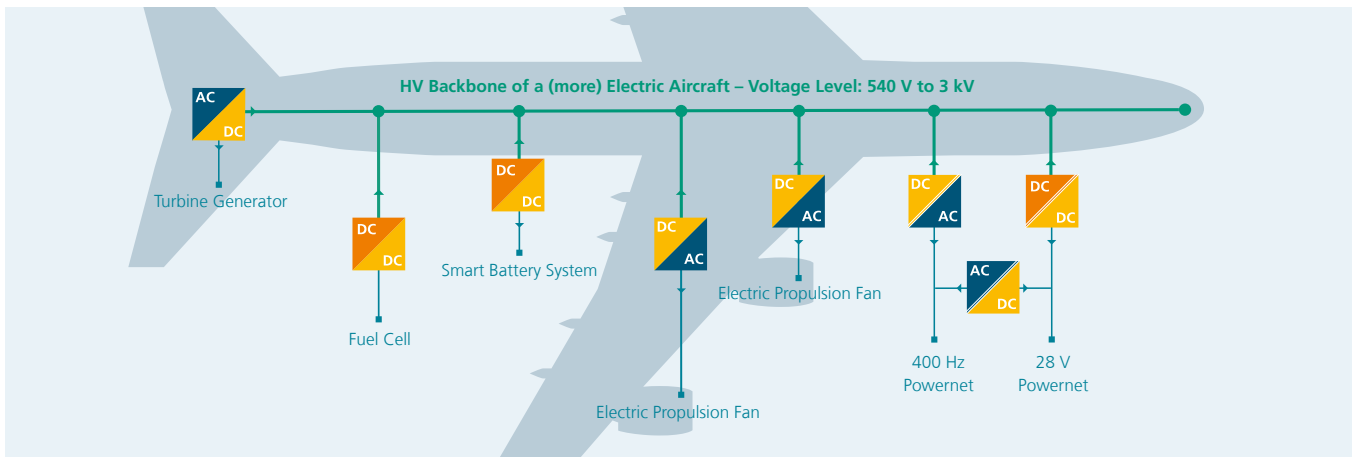 HV Backbone of a (more) Electric Aircraft – Voltage Level: 540 V to 3 kV
AC
DC
Turbine Generator
DC
DC
Fuel Cell
DC
DC
Smart Battery System
DC
AC
Electric Propulsion Fan
DC
AC
Electric Propulsion Fan
DC
AC
DC
DC
AC
DC
400 Hz
Powernet
28 V
Powernet